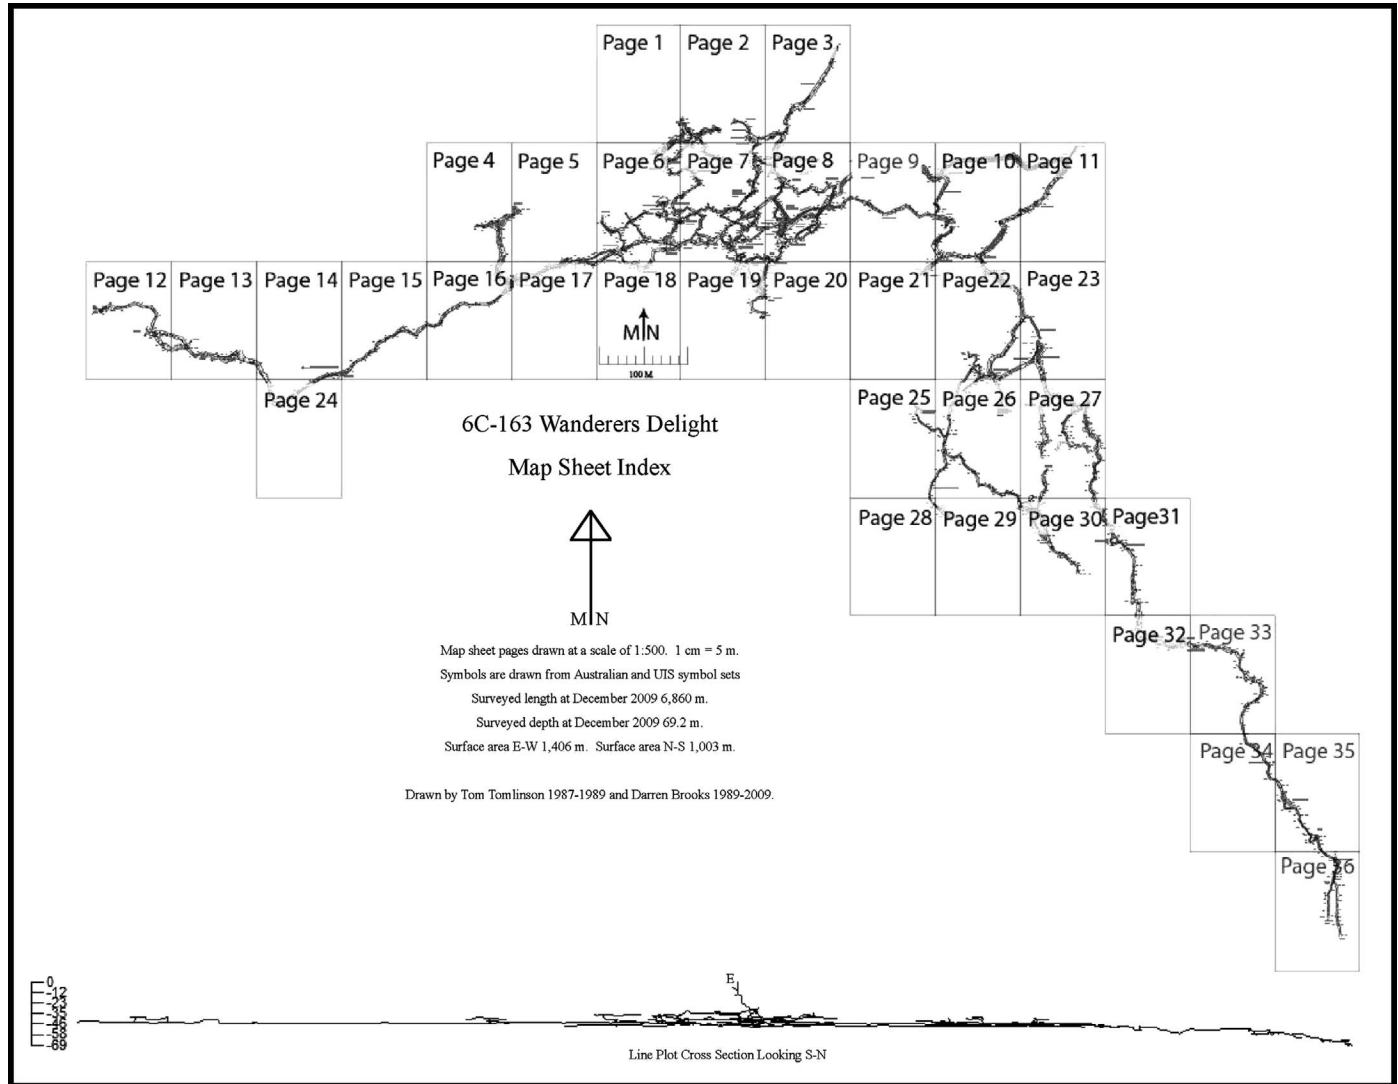 Page 1 Page 2 Page 3
Page 4 Page 5 Page 6 Page 7 Page 8 Page 9 Page 10 Page 11
Page 12 Page 13 Page 14 Page 15 Page 16 Page 17 Page 18 Page 19 Page 20 Page 21 Page22 Page 23
MN
100 M
Page 24 Page 25 Page 26 Page 27
6C-163 Wanderers Delight
Map Sheet Index
Page 28 Page 29 Page 30 Page31
MN
Page 32 Page 33
Map sheet pages drawn at a scale of 1:500. 1 cm = 5 m.
Symbols are drawn from Australian and UIS symbol sets
Surveyed length at December 2009 6,860 m.
Surveyed depth at December 2009 69.2 m.
Surface area E-W 1,406 m. Surface area N-S 1,003 m.
Page 34 Page 35
Drawn by Tom Tomlinson 1987-1989 and Darren Brooks 1989-2009.
Page 36
E
0
-12
-23
-35
-46
-58
-69
Line Plot Cross Section Looking S-N